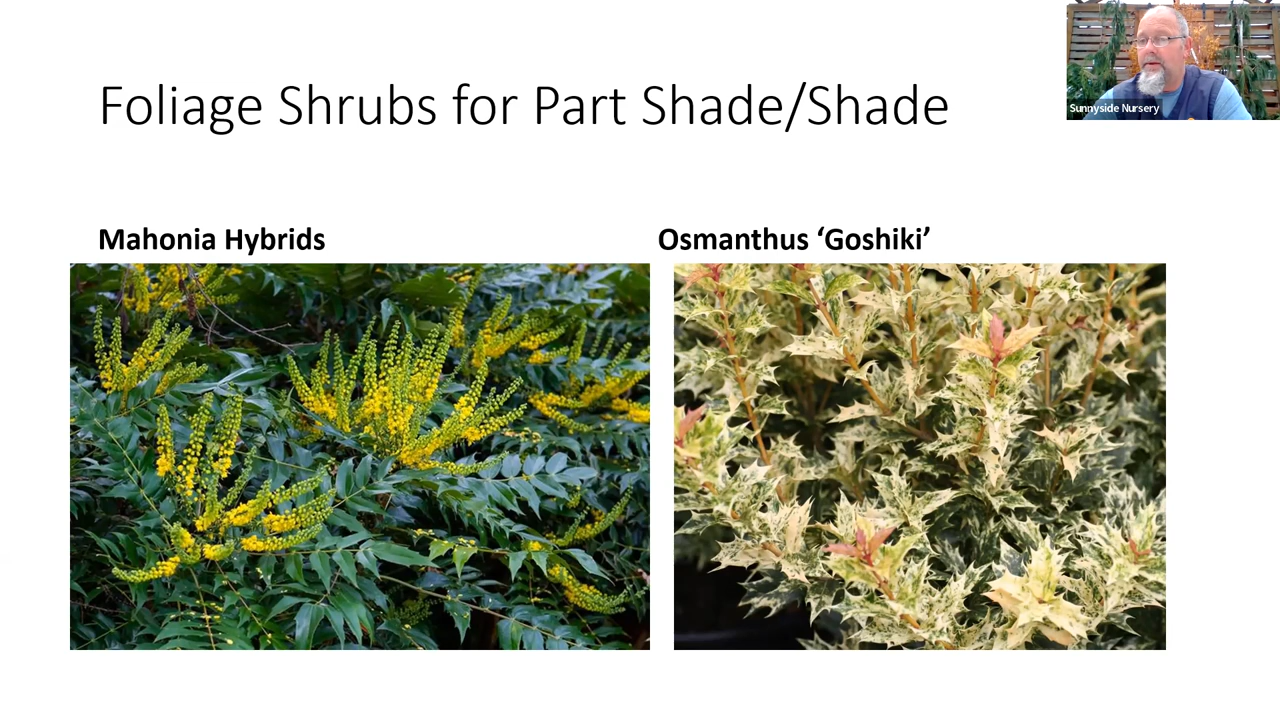 Foliage Shrubs for Part Shade/Shade
Sunnyside Nursery
Mahonia Hybrids
Osmanthus ‘Goshiki’